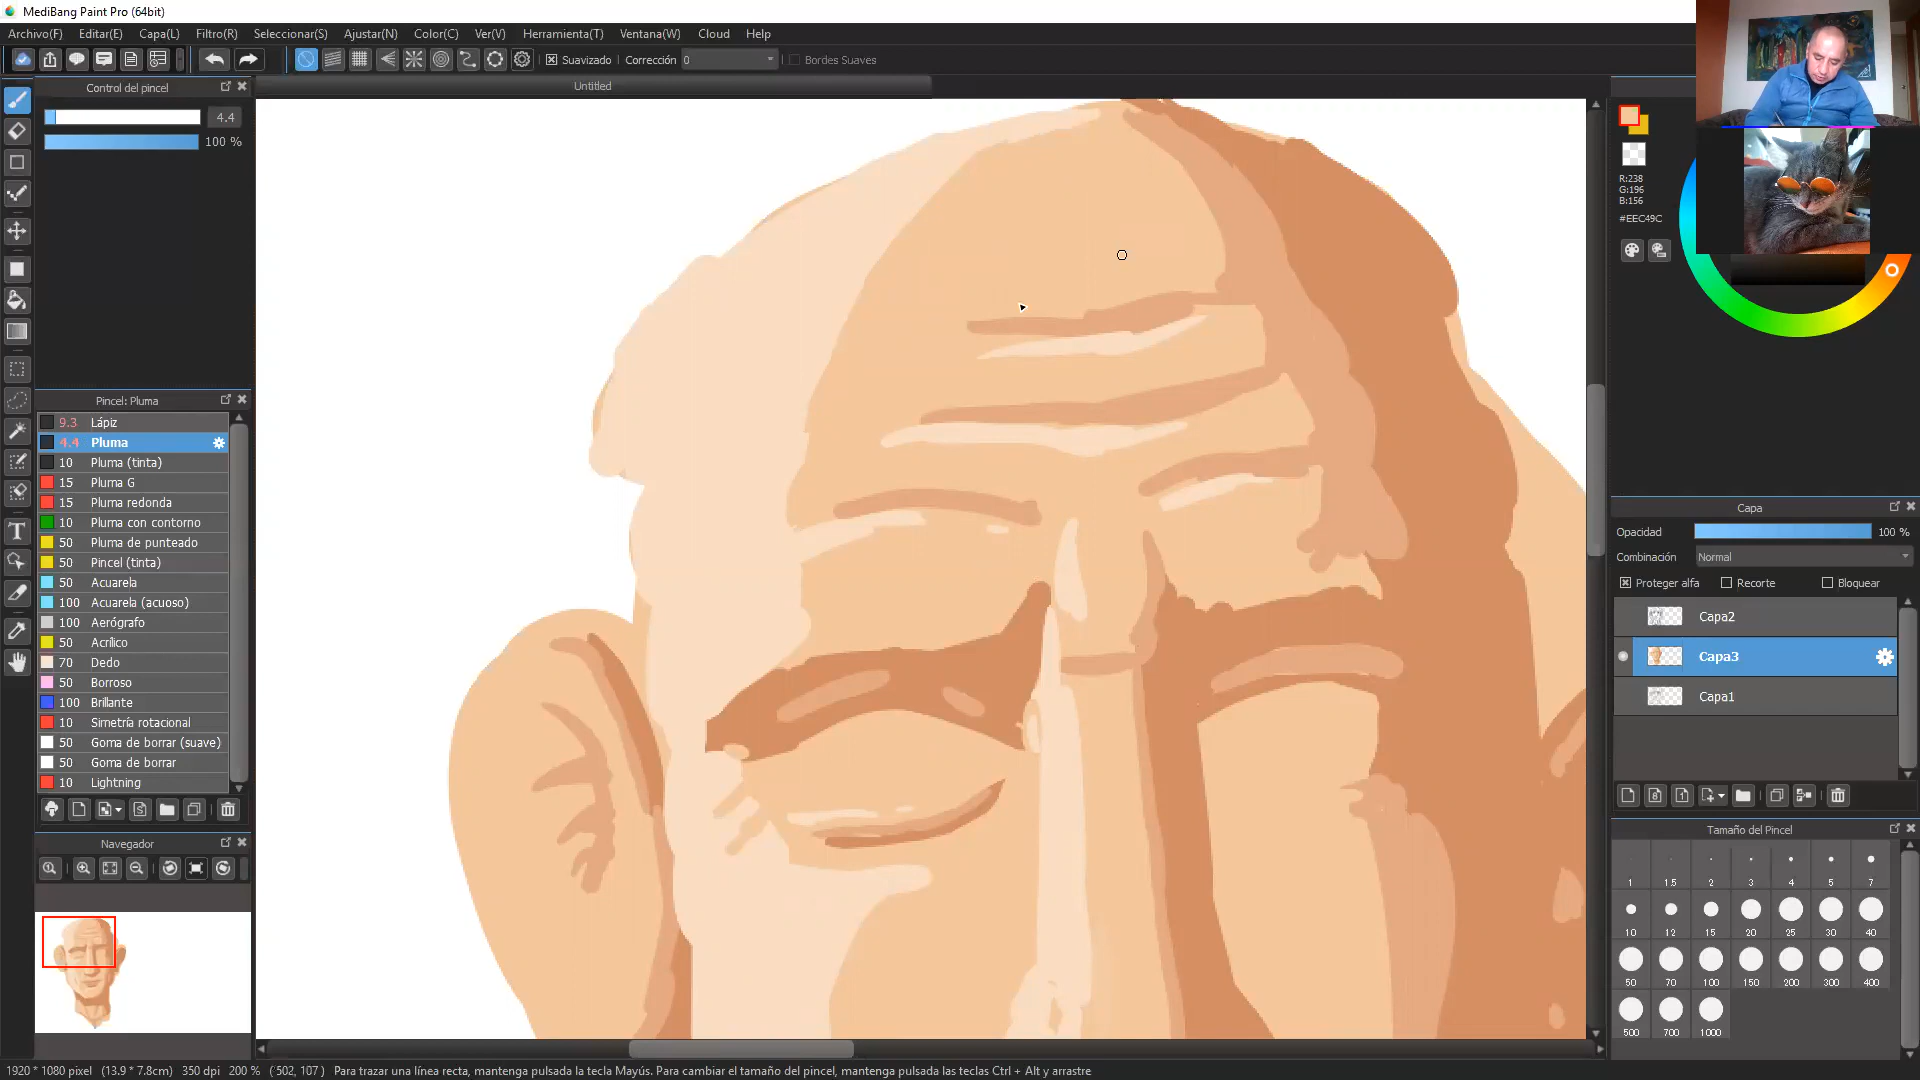 MediBang Paint Pro (64bit)
Archivo(F) Editar(E) Capa(L) Filtro(R) Seleccionar(S) Ajustar(N) Color(C) Ver(V) Herramienta(T) Ventana(W) Cloud Help
Suavizado Corrección 0 Bordes Suaves
Control del pincel
Untitled
4.4
100 %
R:238
G:196
B:156
#EEC49C
Pincel: Pluma
9.3 Lápiz
4.4 Pluma
10 Pluma (tinta)
15 Pluma G
15 Pluma redonda
10 Pluma con contorno
50 Pluma de punteado
50 Pincel (tinta)
50 Acuarela
100 Acuarela (acuoso)
100 Aerógrafo
50 Acrílico
70 Dedo
50 Borroso
100 Brillante
10 Simetría rotacional
50 Goma de borrar (suave)
50 Goma de borrar
10 Lightning
Navegador
Capa
Opacidad 100 %
Combinación Normal
Proteger alfa Recorte Bloquear
Capa2
Capa3
Capa1
Tamaño del Pincel
1 1.5 2 3 4 5 7
10 12 15 20 25 30 40
50 70 100 150 200 300 400
500 700 1000
1920 * 1080 pixel (13.9 * 7.8cm) 350 dpi 200 % (502, 107) Para trazar una línea recta, mantenga pulsada la tecla Mayús. Para cambiar el tamaño del pincel, mantenga pulsada las teclas Ctrl + Alt y arrastre